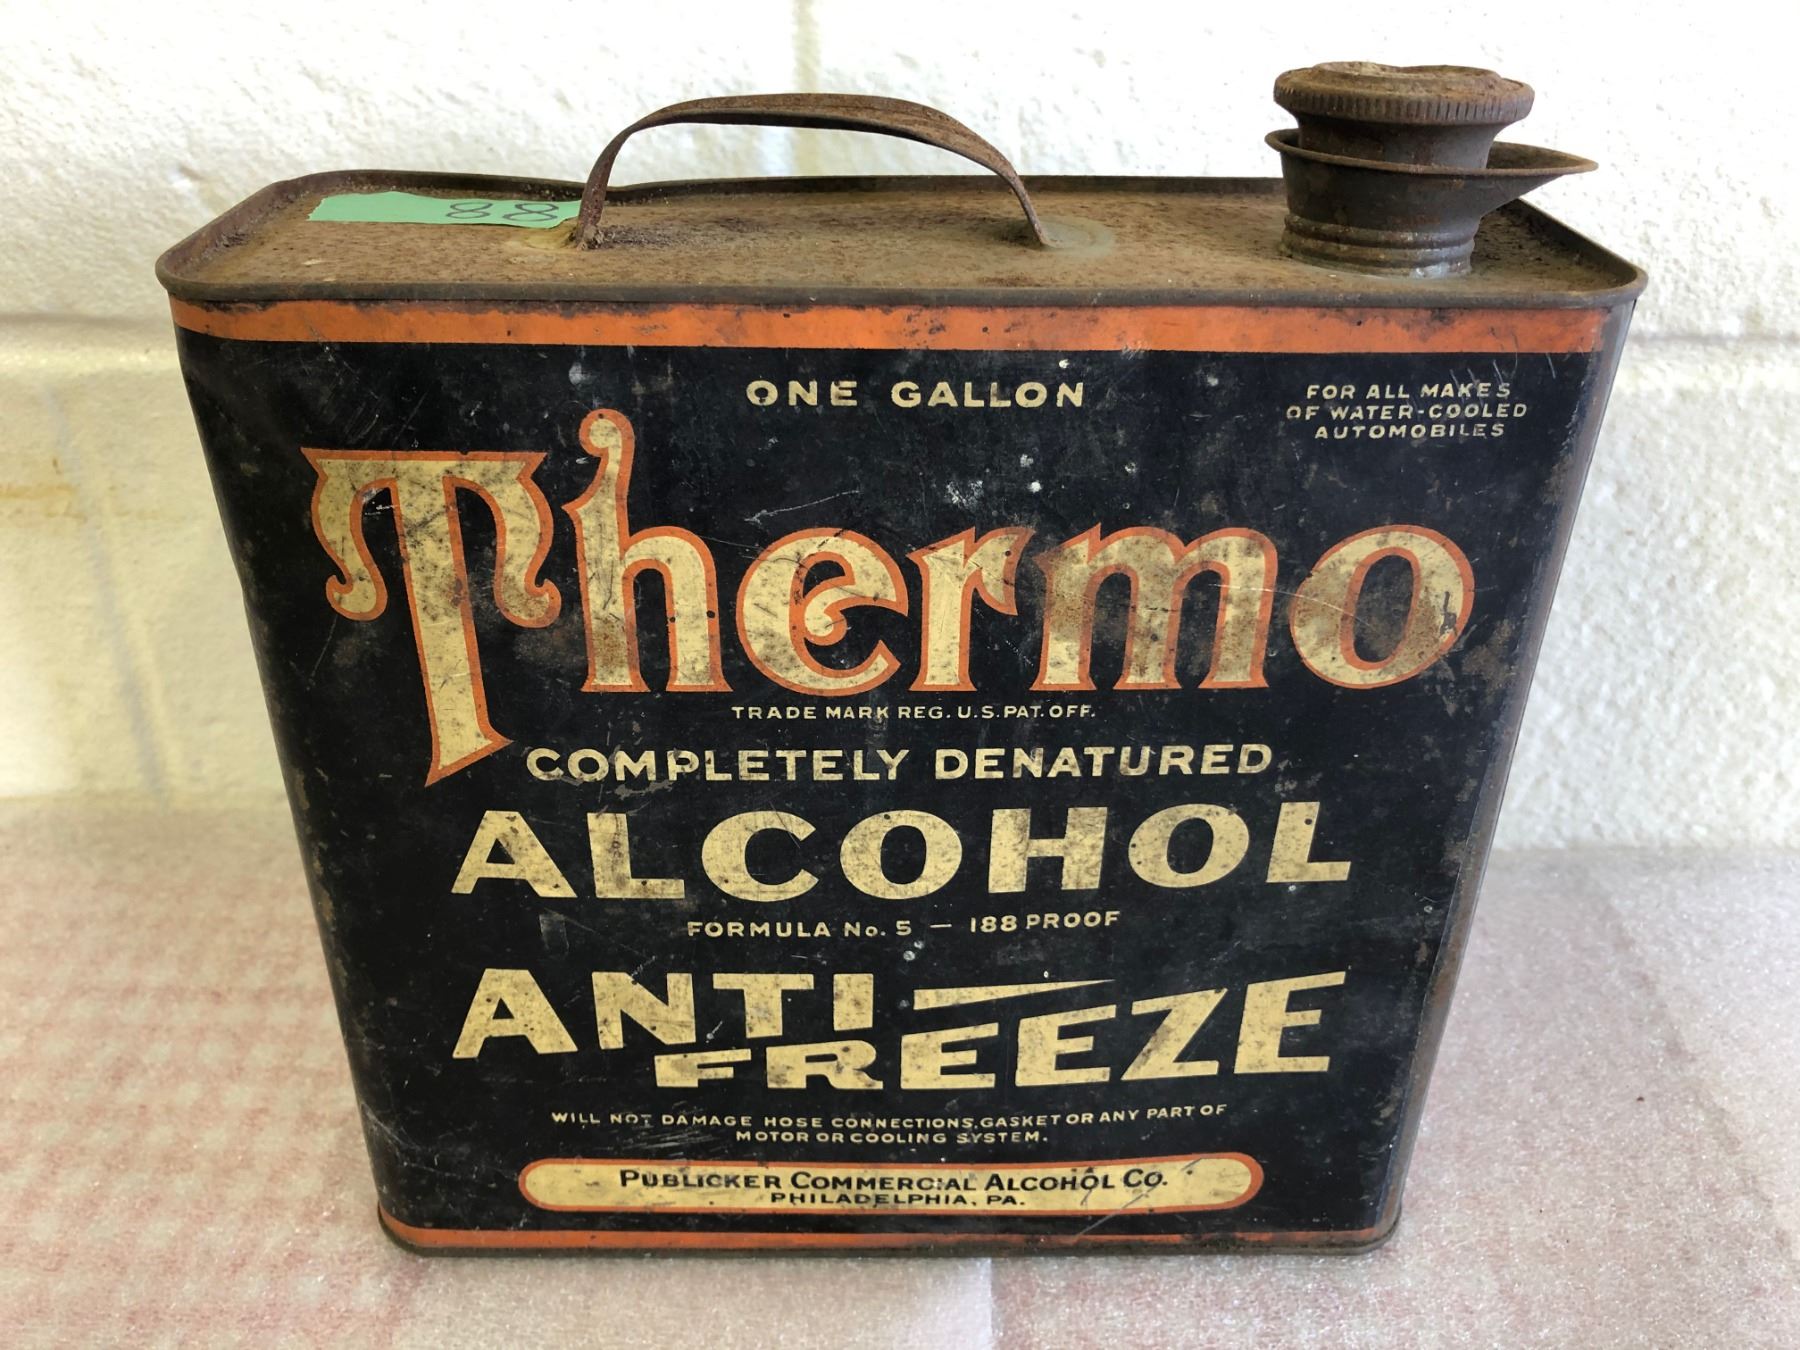 88
ONE GALLON
FOR ALL MAKES
OF WATER-COOLED
AUTOMOBILES
Thermo
TRADE MARK REG. U.S. PAT. OFF.
COMPLETELY DENATURED
ALCOHOL
FORMULA No. 5 — 188 PROOF
ANTI
FREEZE
WILL NOT DAMAGE HOSE CONNECTIONS, GASKET OR ANY PART OF
MOTOR OR COOLING SYSTEM.
PUBLICKER COMMERCIAL ALCOHOL CO.
PHILADELPHIA, PA.